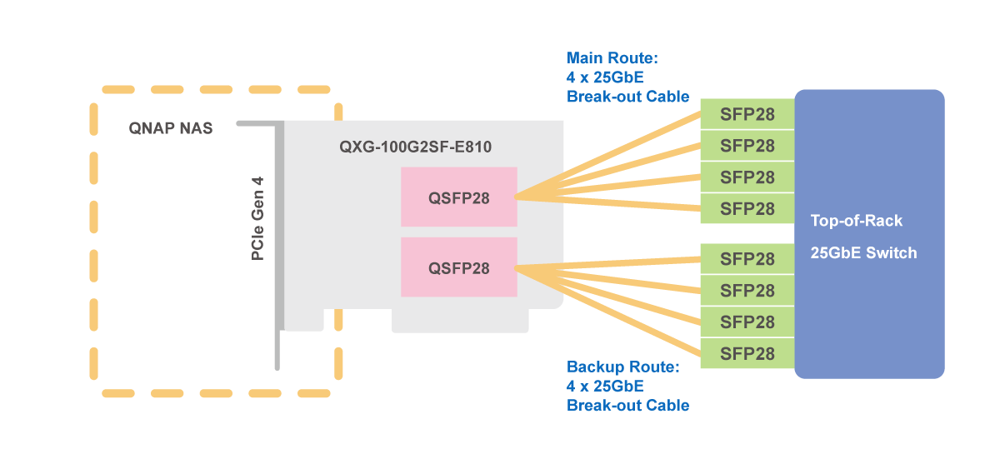 Main Route:
4 x 25GbE
Break-out Cable
QNAP NAS
PCIe Gen 4
QXG-100G2SF-E810
QSFP28
QSFP28
SFP28
SFP28
SFP28
SFP28
SFP28
SFP28
SFP28
SFP28
Top-of-Rack
25GbE Switch
Backup Route:
4 x 25GbE
Break-out Cable